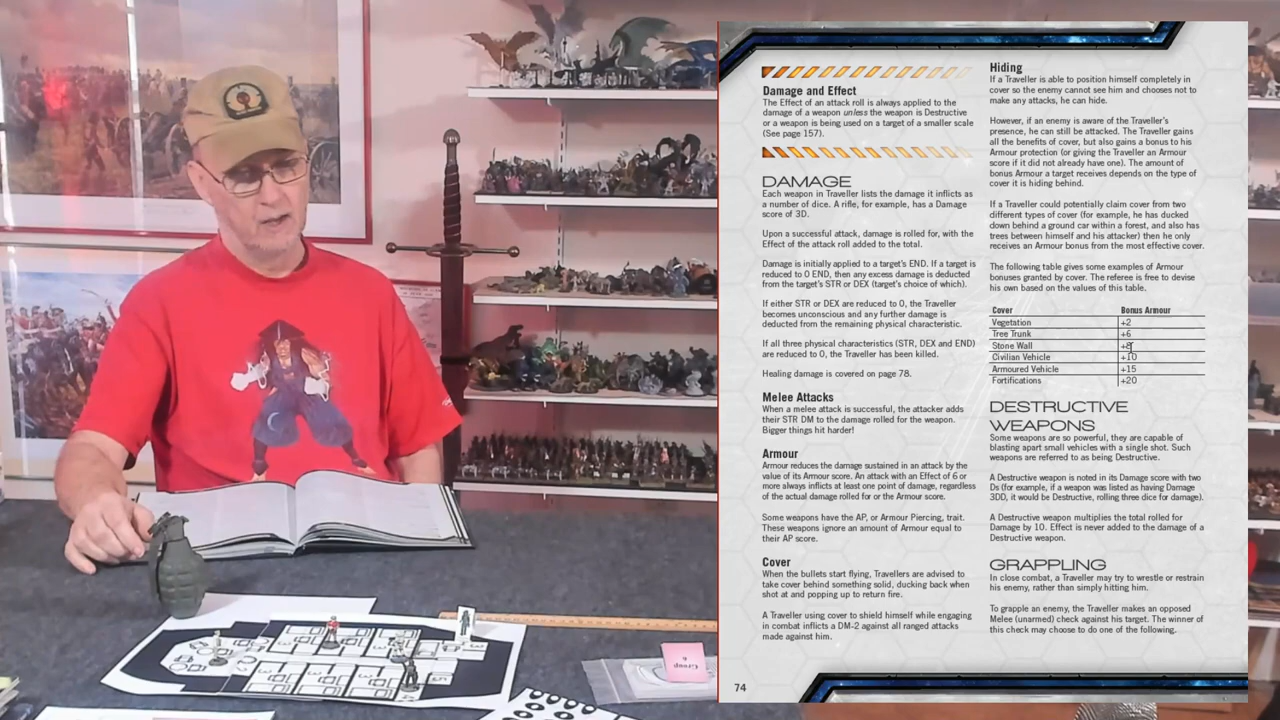 Damage and Effect
The Effect of an attack roll is always applied to the
damage of a weapon unless the weapon is Destructive
or a weapon is being used on a target of a smaller scale
(See page 157).
DAMAGE
Each weapon in Traveller lists the damage it inflicts as
a number of dice. A rifle, for example, has a Damage
score of 3D.
Upon a successful attack, damage is rolled for, with the
Effect of the attack roll added to the total.
Damage is initially applied to a target's END. If a target is
reduced to 0 END, then any excess damage is deducted
from the target's STR or DEX (target's choice of which).
If either STR or DEX are reduced to 0, the Traveller
becomes unconscious and any further damage is
deducted from the remaining physical characteristic.
If all three physical characteristics (STR, DEX and END)
are reduced to 0, the Traveller has been killed.
Healing damage is covered on page 78.
Melee Attacks
When a melee attack is successful, the attacker adds
their STR DM to the damage rolled for the weapon.
Bigger things hit harder!
Armour
Armour reduces the damage sustained in an attack by the
value of its Armour score. An attack with an Effect of 6 or
more always inflicts at least one point of damage, regardless
of the actual damage rolled for or the Armour score.
Some weapons have the AP, or Armour Piercing, trait.
These weapons ignore an amount of Armour equal to
their AP score.
Cover
When the bullets start flying, Travellers are advised to
take cover behind something solid, ducking back when
shot at and popping up to return fire.
A Traveller using cover to shield himself while engaging
in combat inflicts a DM-2 against all ranged attacks
made against him.
74
Hiding
If a Traveller is able to position himself completely in
cover so the enemy cannot see him and chooses not to
make any attacks, he can hide.
However, if an enemy is aware of the Traveller's
presence, he can still be attacked. The Traveller gains
all the benefits of cover, but also gains a bonus to his
Armour protection (or giving the Traveller an Armour
score if it did not already have one). The amount of
bonus Armour a target receives depends on the type of
cover it is hiding behind.
If a Traveller could potentially claim cover from two
different types of cover (for example, he has ducked
down behind a ground car within a forest, and also has
trees between himself and his attacker) then he only
receives an Armour bonus from the most effective cover.
The following table gives some examples of Armour
bonuses granted by cover. The referee is free to devise
his own based on the values of this table.
Cover Bonus Armour
Vegetation +2
Tree Trunk +6
Stone Wall +8
Civilian Vehicle +10
Armoured Vehicle +15
Fortifications +20
DESTRUCTIVE
WEAPONS
Some weapons are so powerful, they are capable of
blasting apart small vehicles with a single shot. Such
weapons are referred to as being Destructive.
A Destructive weapon is noted in its Damage score with two
Ds (for example, if a weapon was listed as having Damage
3DD, it would be Destructive, rolling three dice for damage).
A Destructive weapon multiplies the total rolled for
Damage by 10. Effect is never added to the damage of a
Destructive weapon.
GRAPPLING
In close combat, a Traveller may try to wrestle or restrain
his enemy, rather than simply hitting him.
To grapple an enemy, the Traveller makes an opposed
Melee (unarmed) check against his target. The winner of
this check may choose to do one of the following.
Group
6